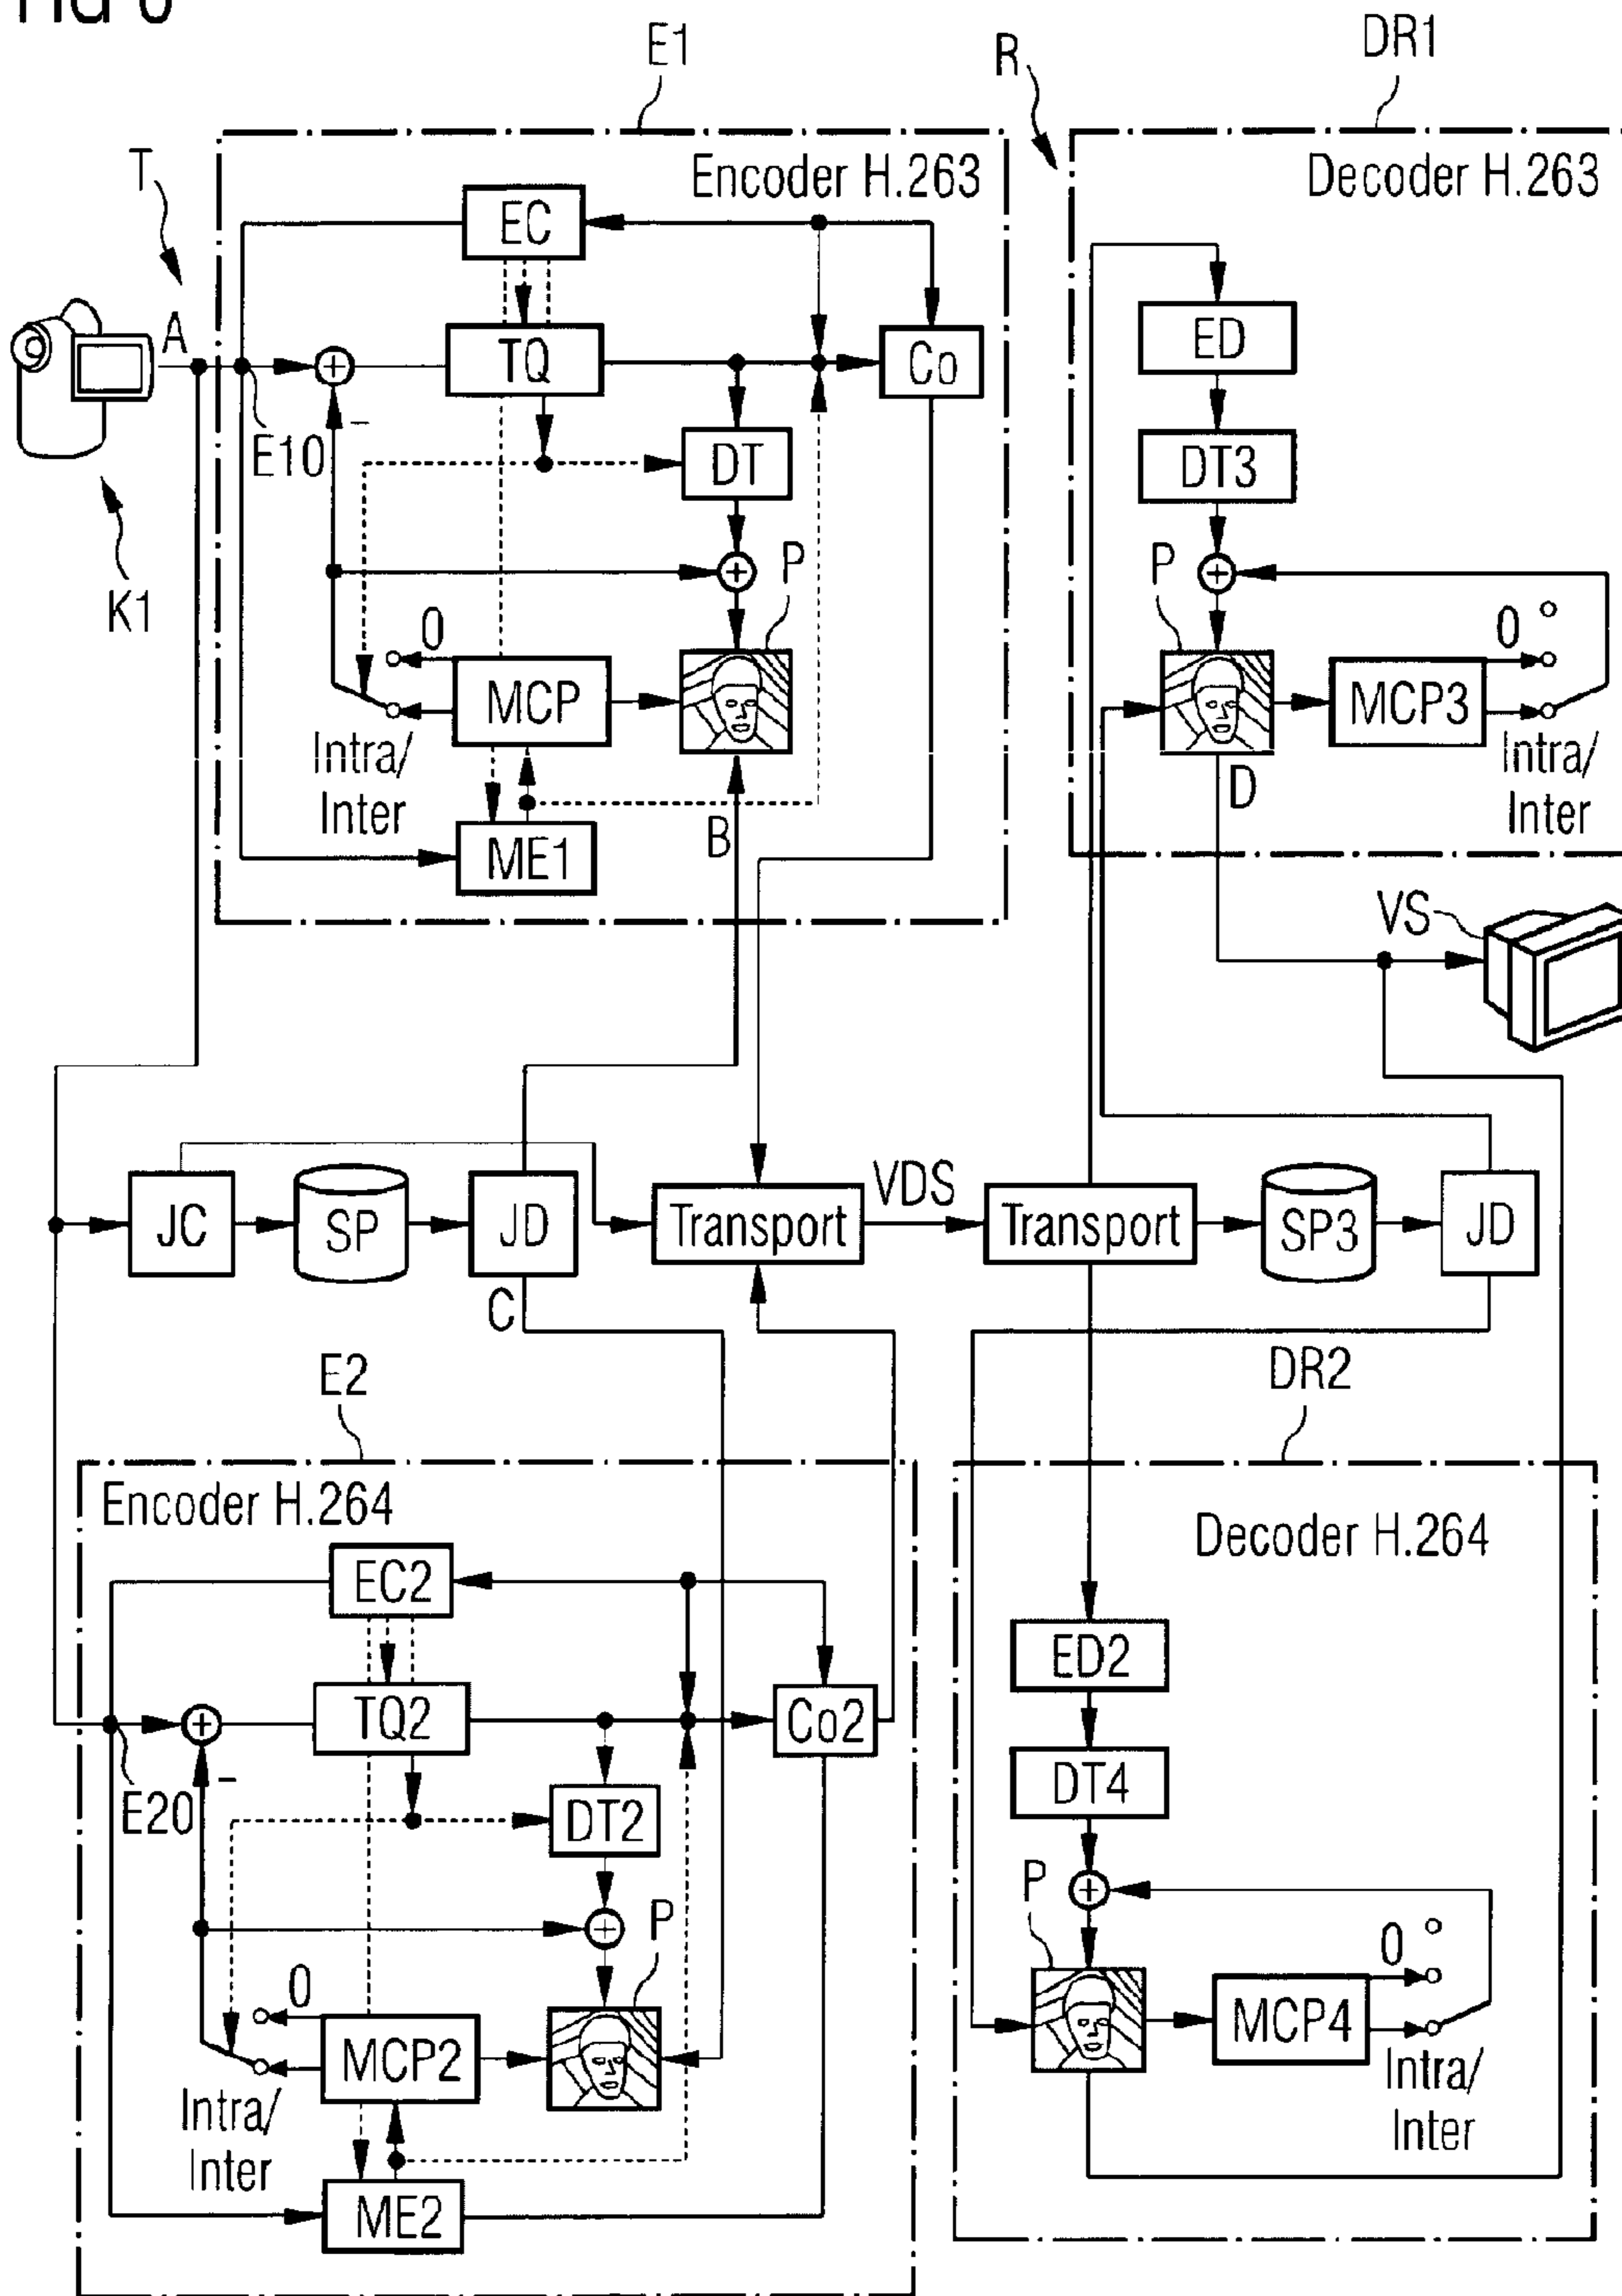 E1
R
DR1
T
Encoder H.263
Decoder H.263
EC
A
TQ
Co
ED
E10
–
DT
DT3
K1
P
P
0
0
MCP
MCP3
Intra/
Inter
Intra/
Inter
D
ME1
B
VS
JC
SP
JD
Transport
VDS
Transport
SP3
JD
C
E2
DR2
Encoder H.264
Decoder H.264
EC2
ED2
TQ2
Co2
E20
–
DT2
DT4
P
P
0
0
MCP2
MCP4
Intra/
Inter
Intra/
Inter
ME2